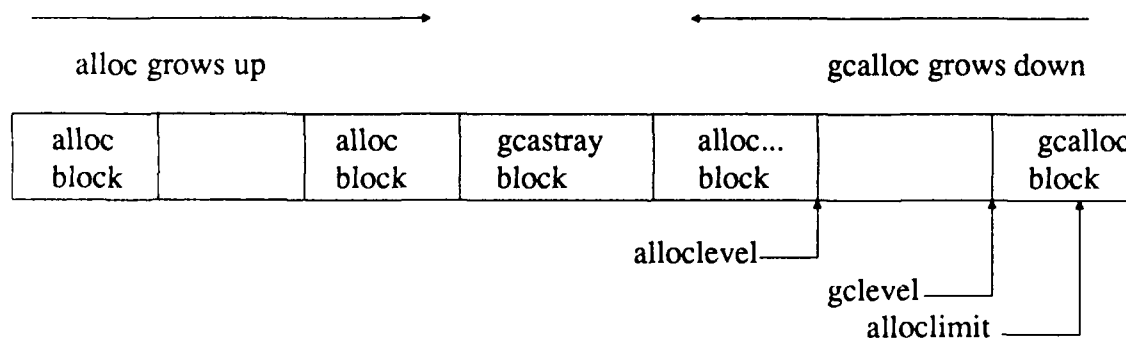 alloc grows up
gcalloc grows down
alloc
block
alloc
block
gcastray
block
alloc...
block
gcalloc
block
alloclevel
gclevel
alloclimit